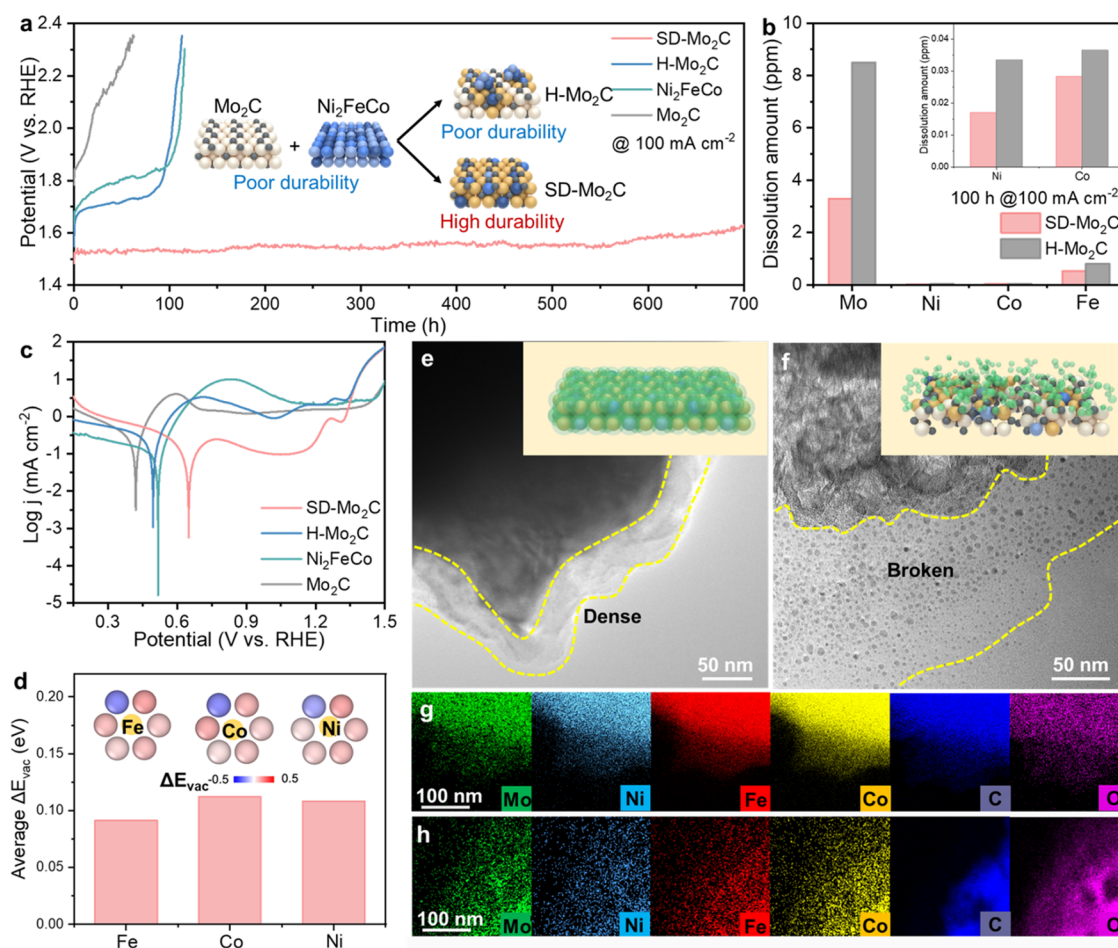 a
2.4
2.2
2.0
1.8
1.6
1.4
Potential (V vs. RHE)
0 100 200 300 400 500 600 700
Time (h)
Mo₂C
+
Ni₂FeCo
Poor durability
H-Mo₂C
Poor durability
SD-Mo₂C
High durability
SD-Mo₂C
H-Mo₂C
Ni₂FeCo
Mo₂C
@ 100 mA cm⁻²
b
8
6
4
2
0
Dissolution amount (ppm)
Mo Ni Co Fe
0.04
0.03
0.02
0.01
0.00
Dissolution amount (ppm)
Ni Co
100 h @100 mA cm⁻²
SD-Mo₂C
H-Mo₂C
c
2
1
0
-1
-2
-3
-4
-5
Log j (mA cm⁻²)
0.3 0.6 0.9 1.2 1.5
Potential (V vs. RHE)
SD-Mo₂C
H-Mo₂C
Ni₂FeCo
Mo₂C
d
0.20
0.15
0.10
0.05
0.00
Average ΔEvac (eV)
Fe Co Ni
ΔEvac -0.5 0.5
Fe Co Ni
e
Dense
50 nm
f
Broken
50 nm
g
100 nm
Mo Ni Fe Co C O
h
100 nm
Mo Ni Fe Co C O